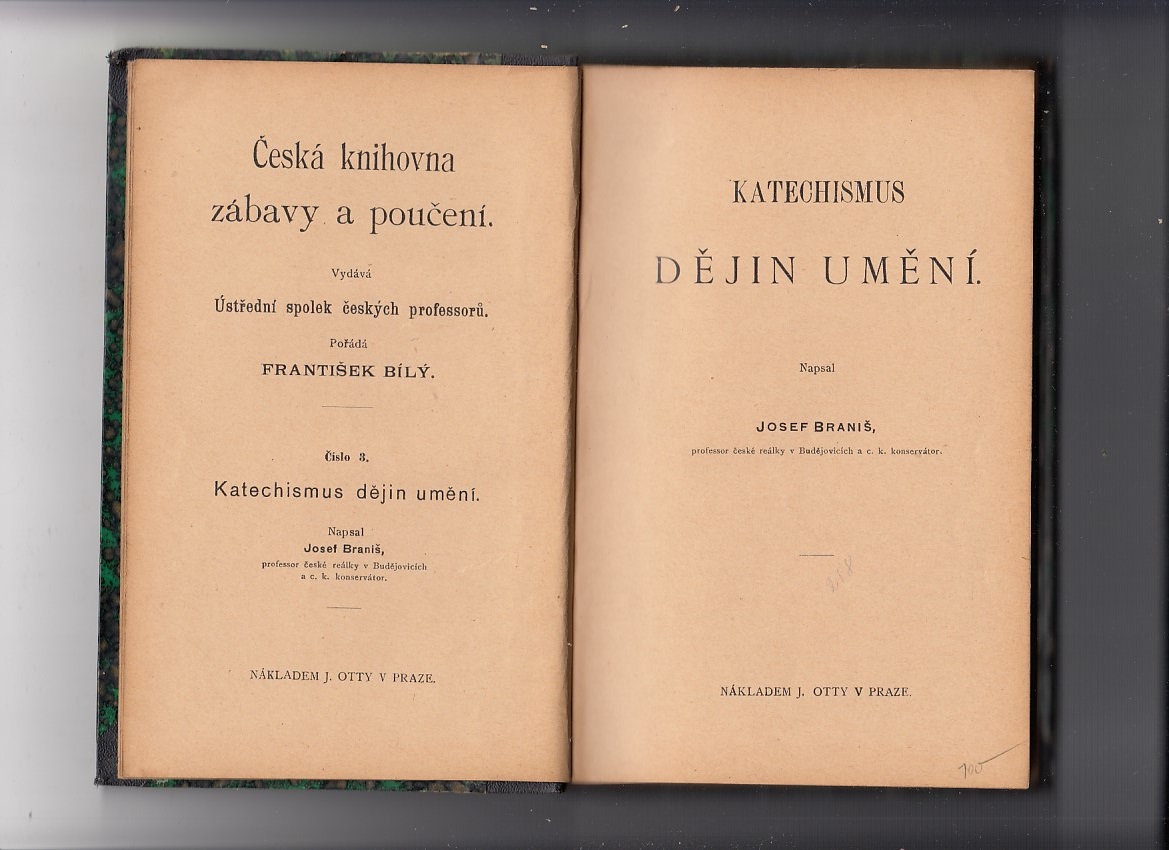 Česká knihovna
zábavy a poučení.
Vydává
Ústřední spolek českých professorů.
Pořádá
FRANTIŠEK BÍLÝ.
Číslo 3.
Katechismus dějin umění.
Napsal
Josef Braniš,
professor české reálky v Budějovicích
a c. k. konservátor.
NÁKLADEM J. OTTY V PRAZE.
KATECHISMUS
DĚJIN UMĚNÍ.
Napsal
JOSEF BRANIŠ,
professor české reálky v Budějovicích a c. k. konservátor.
NÁKLADEM J. OTTY V PRAZE.